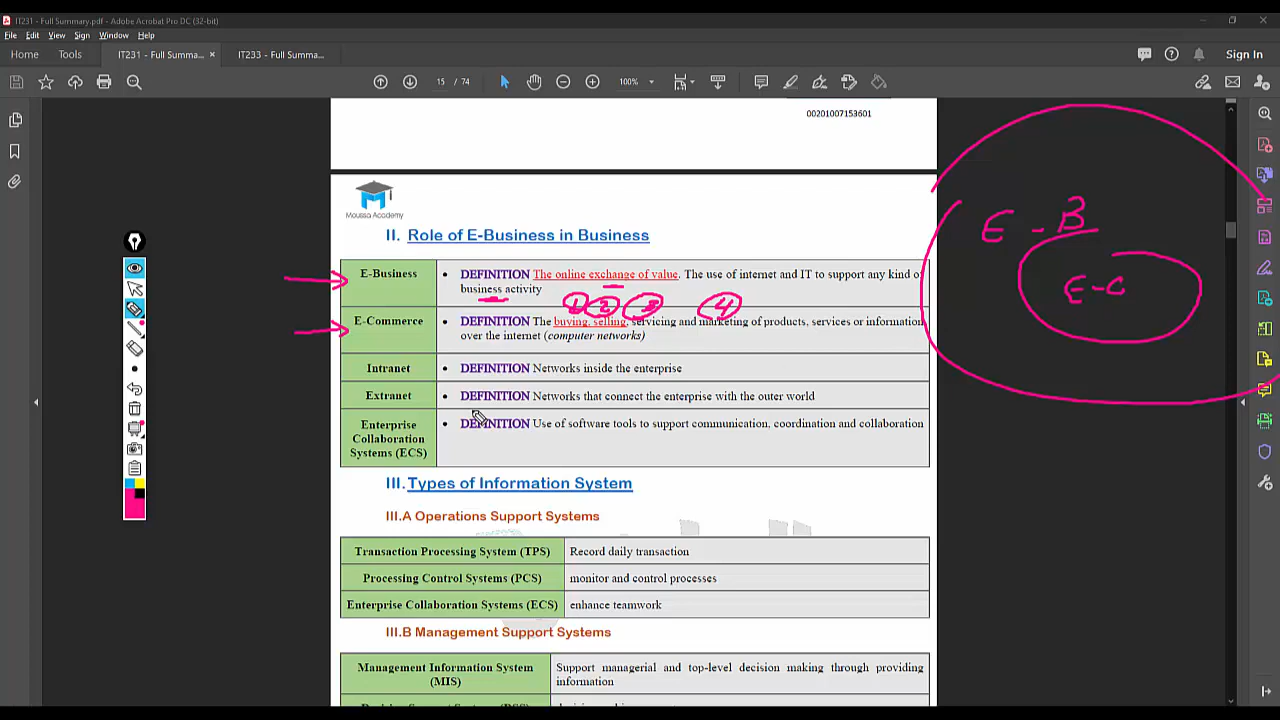 IT231 - Full Summary.pdf - Adobe Acrobat Pro DC (32-bit)
File Edit View Sign Window Help
Home Tools IT231 - Full Summa... × IT233 - Full Summa... Sign In
15 / 74 100%
00201007153601
Moussa Academy
II. Role of E-Business in Business
E-Business • DEFINITION The online exchange of value. The use of internet and IT to support any kind of
business activity
1 2 3 4
E-Commerce • DEFINITION The buying, selling, servicing and marketing of products, services or information
over the internet (computer networks)
Intranet • DEFINITION Networks inside the enterprise
Extranet • DEFINITION Networks that connect the enterprise with the outer world
Enterprise
Collaboration
Systems (ECS)
• DEFINITION Use of software tools to support communication, coordination and collaboration
E - B
E - C
III. Types of Information System
III.A Operations Support Systems
Transaction Processing System (TPS) Record daily transaction
Processing Control Systems (PCS) monitor and control processes
Enterprise Collaboration Systems (ECS) enhance teamwork
III.B Management Support Systems
Management Information System
(MIS)
Support managerial and top-level decision making through providing
information